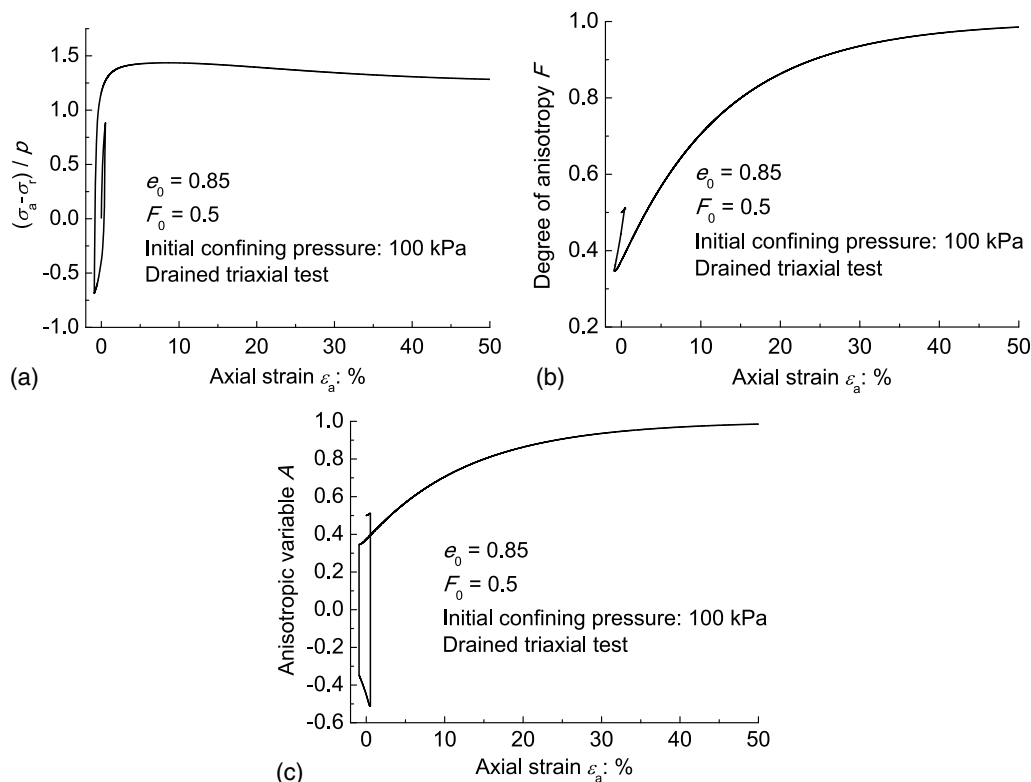 1.5
1.0
0.5
0.0
-0.5
-1.0
(σa-σr) / p
e0 = 0.85
F0 = 0.5
Initial confining pressure: 100 kPa
Drained triaxial test
0 10 20 30 40 50
(a) Axial strain εa: %
1.0
0.8
0.6
0.4
0.2
Degree of anisotropy F
e0 = 0.85
F0 = 0.5
Initial confining pressure: 100 kPa
Drained triaxial test
0 10 20 30 40 50
(b) Axial strain εa: %
1.0
0.8
0.6
0.4
0.2
0.0
-0.2
-0.4
-0.6
Anisotropic variable A
e0 = 0.85
F0 = 0.5
Initial confining pressure: 100 kPa
Drained triaxial test
0 10 20 30 40 50
(c) Axial strain εa: %